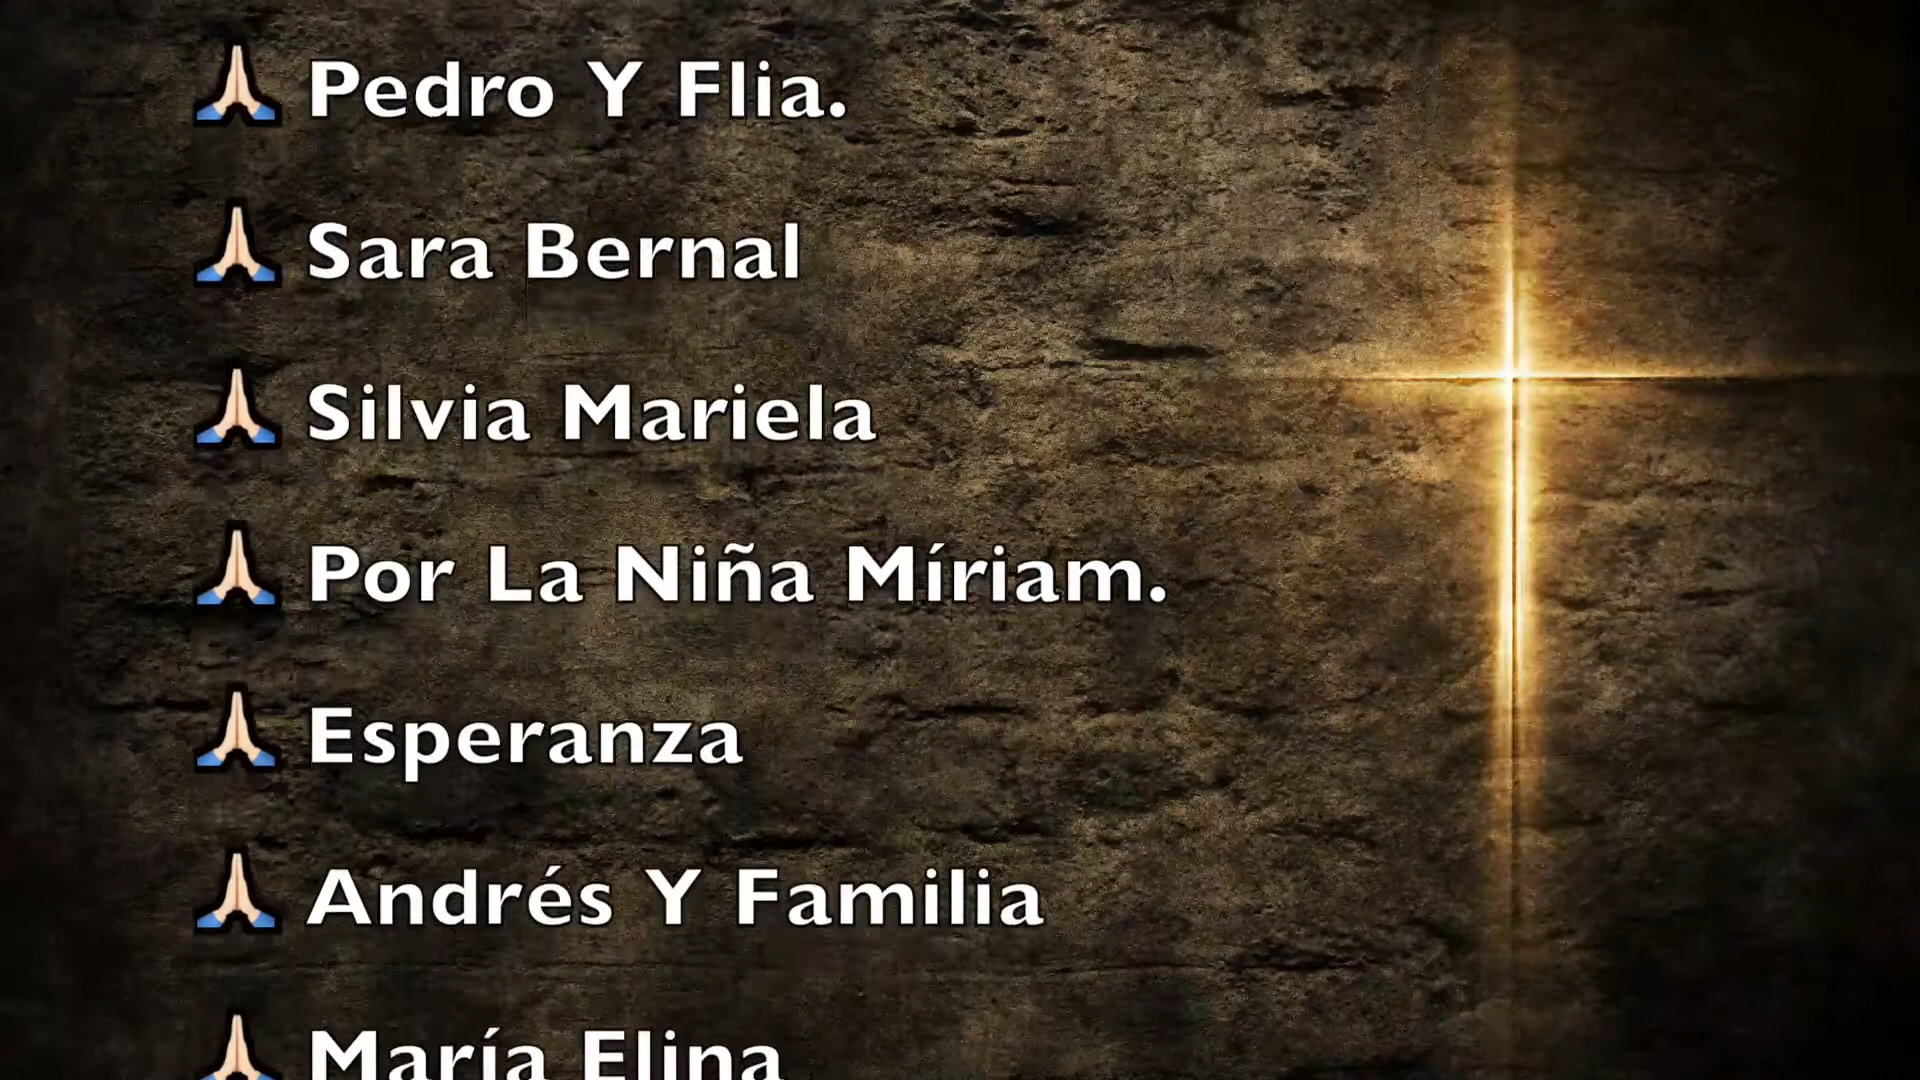 🙏🏻 Pedro Y Flia.
🙏🏻 Sara Bernal
🙏🏻 Silvia Mariela
🙏🏻 Por La Niña Míriam.
🙏🏻 Esperanza
🙏🏻 Andrés Y Familia
🙏🏻 María Elina